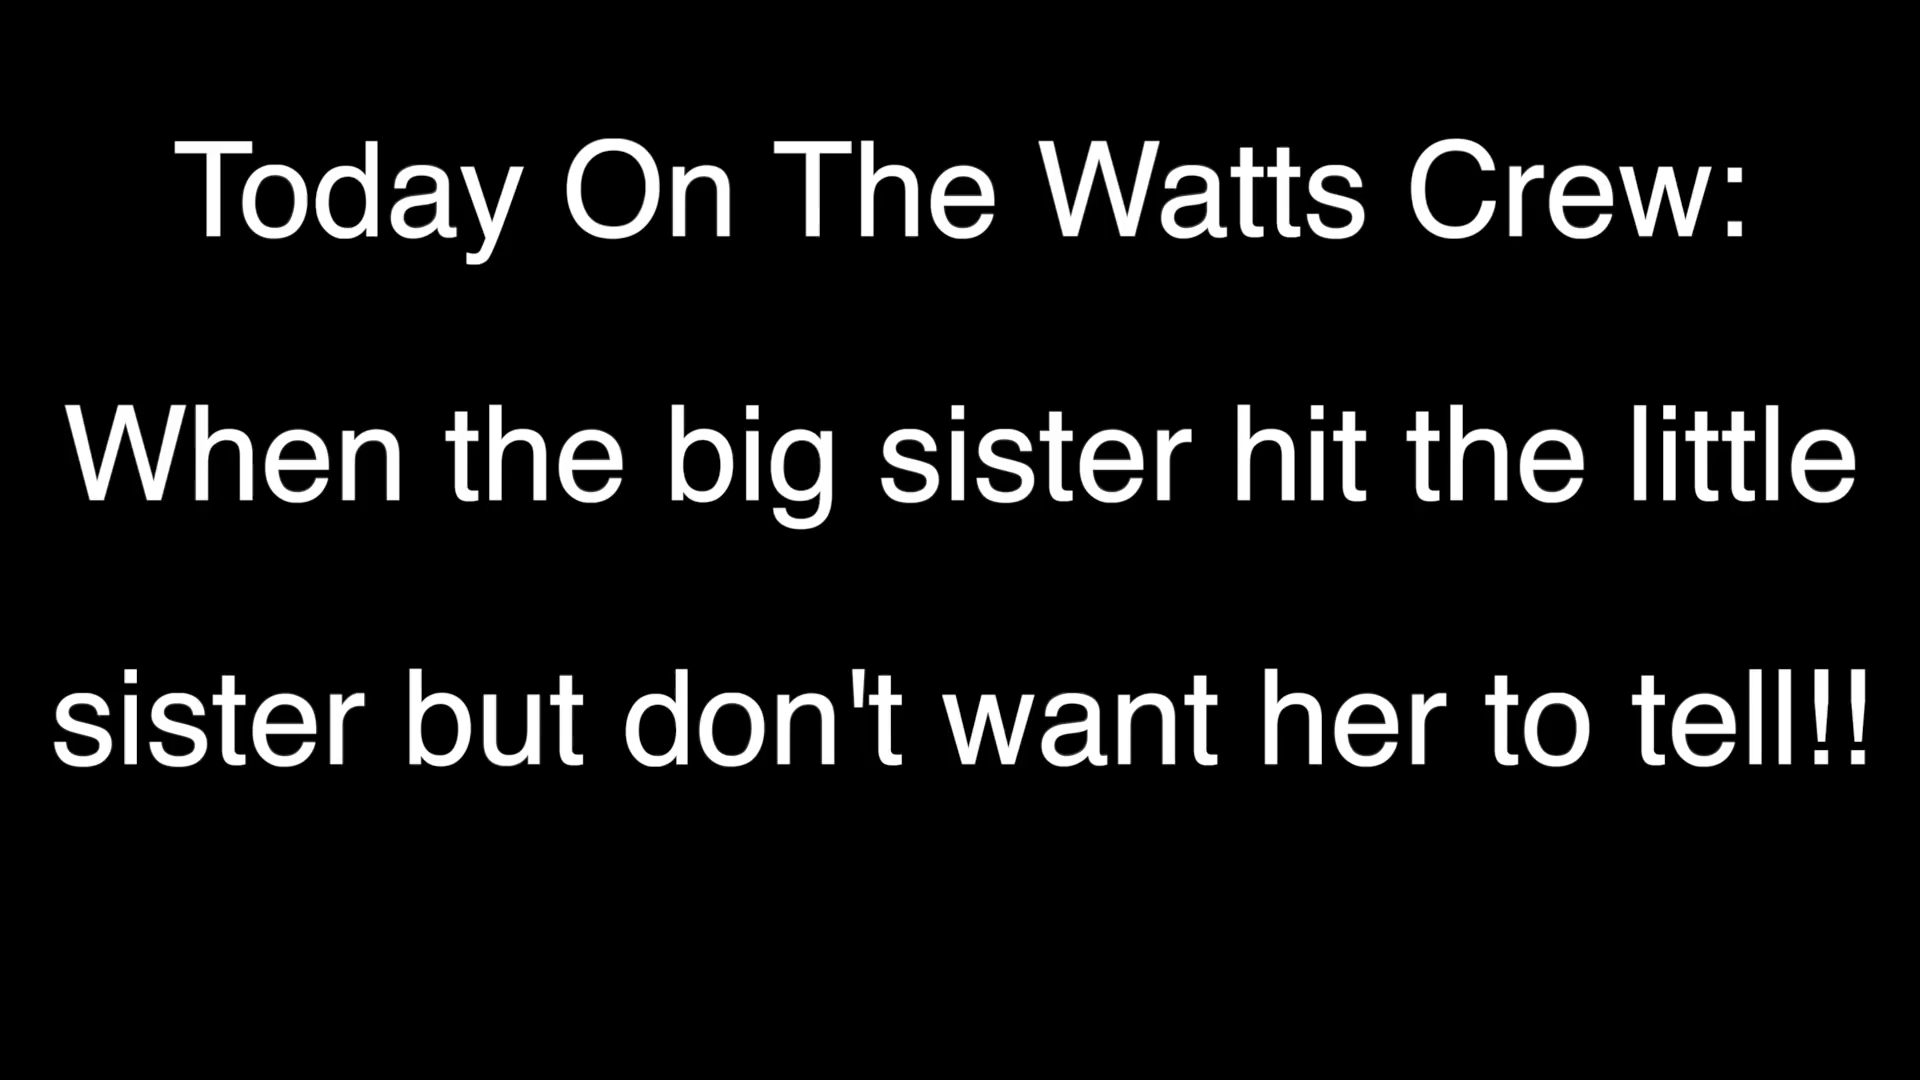 Today On The Watts Crew:
When the big sister hit the little
sister but don't want her to tell!!